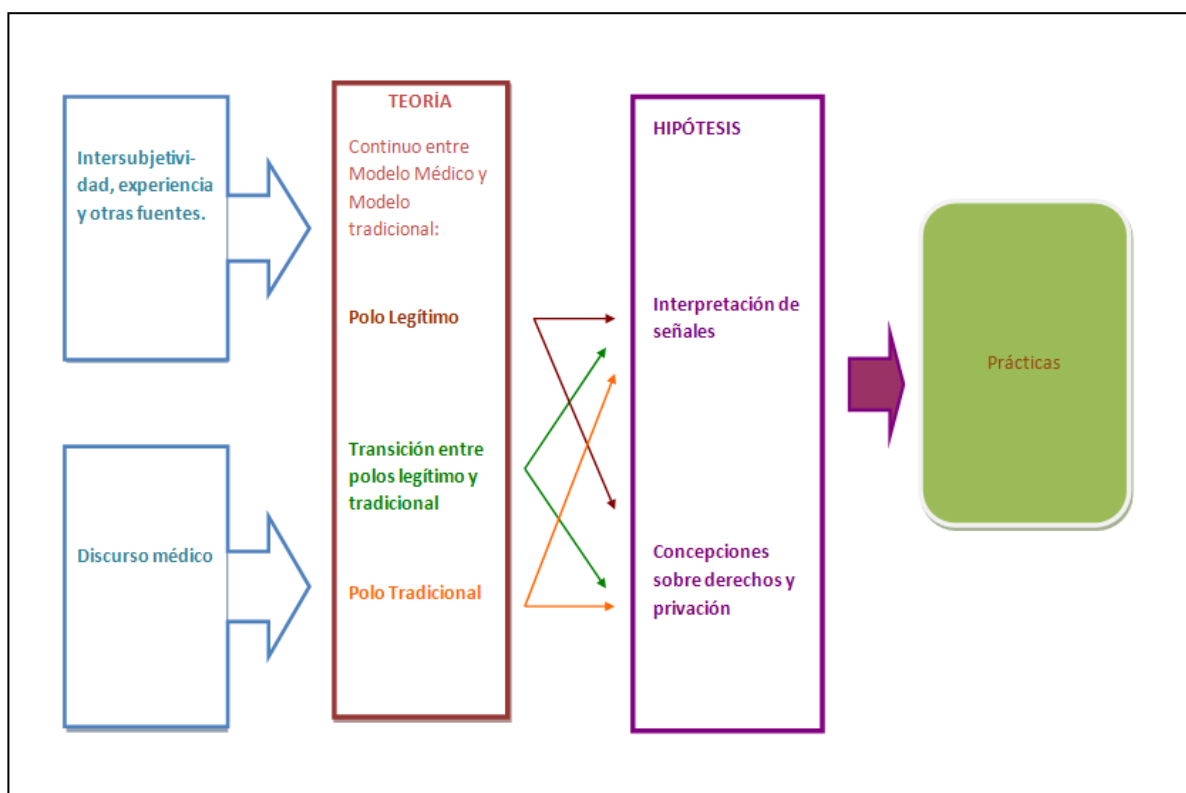 Intersubjetivi-
dad, experiencia
y otras fuentes.
Discurso médico
TEORÌA
Continuo entre
Modelo Médico y
Modelo
tradicional:
Polo Legítimo
Transición entre
polos legítimo y
tradicional
Polo Tradicional
HIPÓTESIS
Interpretación de
señales
Concepciones
sobre derechos y
privación
Prácticas